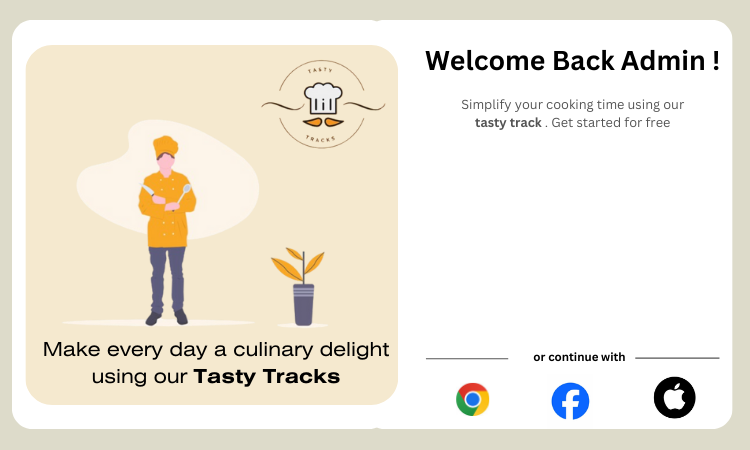 TASTY
TRACKS
Make every day a culinary delight
using our Tasty Tracks
Welcome Back Admin !
Simplify your cooking time using our
tasty track . Get started for free
or continue with